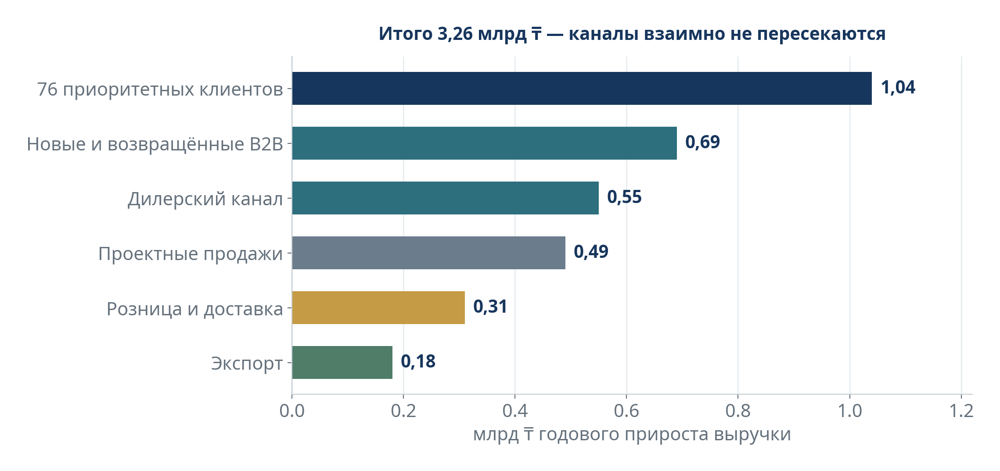 Итого 3,26 млрд ₸ — каналы взаимно не пересекаются
76 приоритетных клиентов
1,04
Новые и возвращённые B2B
0,69
Дилерский канал
0,55
Проектные продажи
0,49
Розница и доставка
0,31
Экспорт
0,18
0.0 0.2 0.4 0.6 0.8 1.0 1.2
млрд ₸ годового прироста выручки